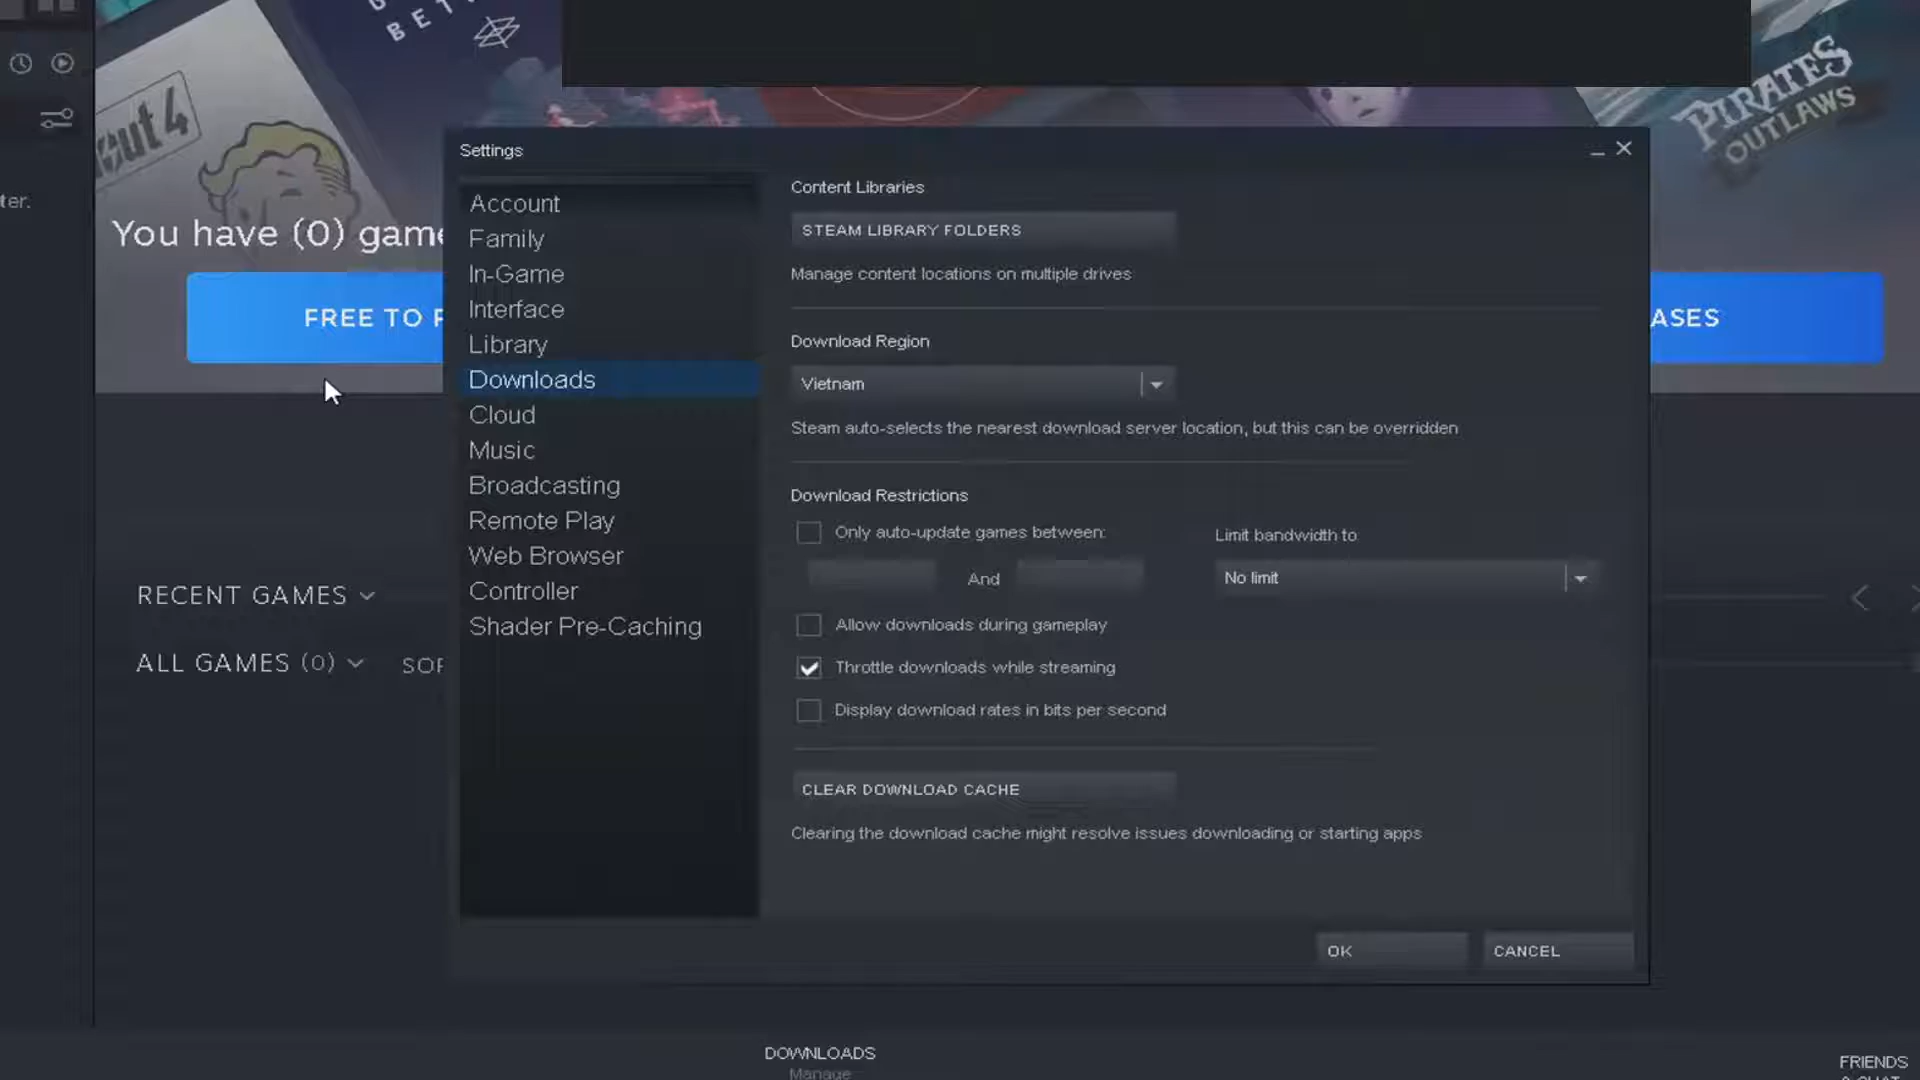 BET
out 4
PIRATES
OUTLAWS
ter.
You have (0) game
FREE TO P
ASES
RECENT GAMES
ALL GAMES (0)
SOR
Settings
Account
Family
In-Game
Interface
Library
Downloads
Cloud
Music
Broadcasting
Remote Play
Web Browser
Controller
Shader Pre-Caching
Content Libraries
STEAM LIBRARY FOLDERS
Manage content locations on multiple drives
Download Region
Vietnam
Steam auto-selects the nearest download server location, but this can be overridden
Download Restrictions
Only auto-update games between:
And
Limit bandwidth to
No limit
Allow downloads during gameplay
Throttle downloads while streaming
Display download rates in bits per second
CLEAR DOWNLOAD CACHE
Clearing the download cache might resolve issues downloading or starting apps
OK
CANCEL
DOWNLOADS
Manage
FRIENDS
& CHAT